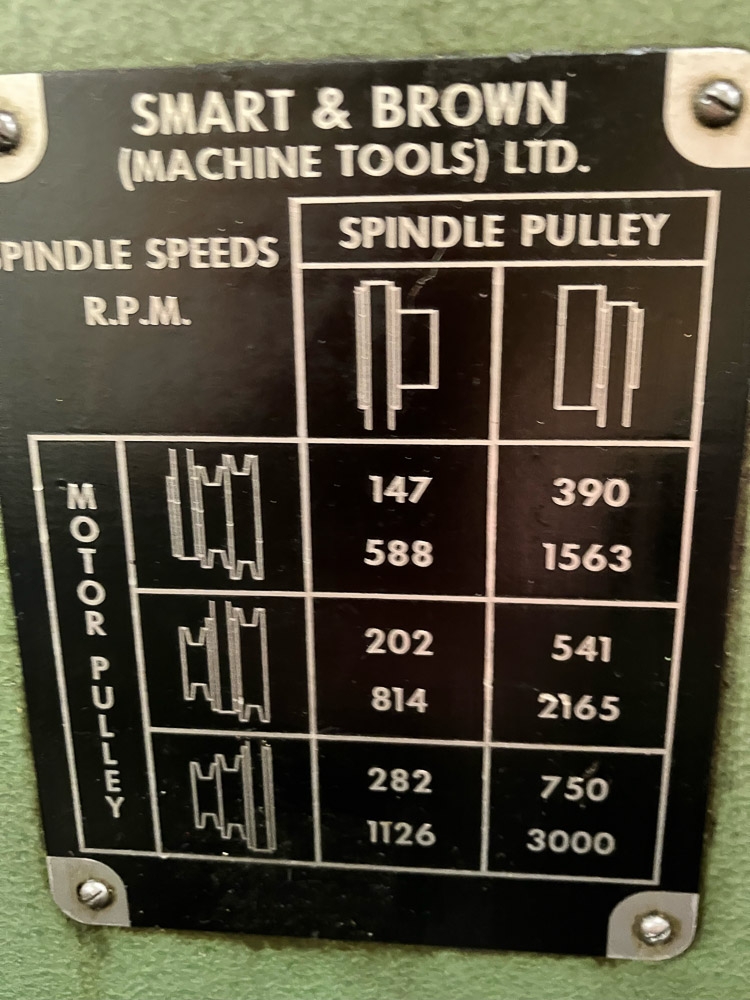 SMART & BROWN
(MACHINE TOOLS) LTD.
SPINDLE SPEEDS
R.P.M.
SPINDLE PULLEY
MOTOR PULLEY
147 390
588 1563
202 541
814 2165
282 750
1126 3000